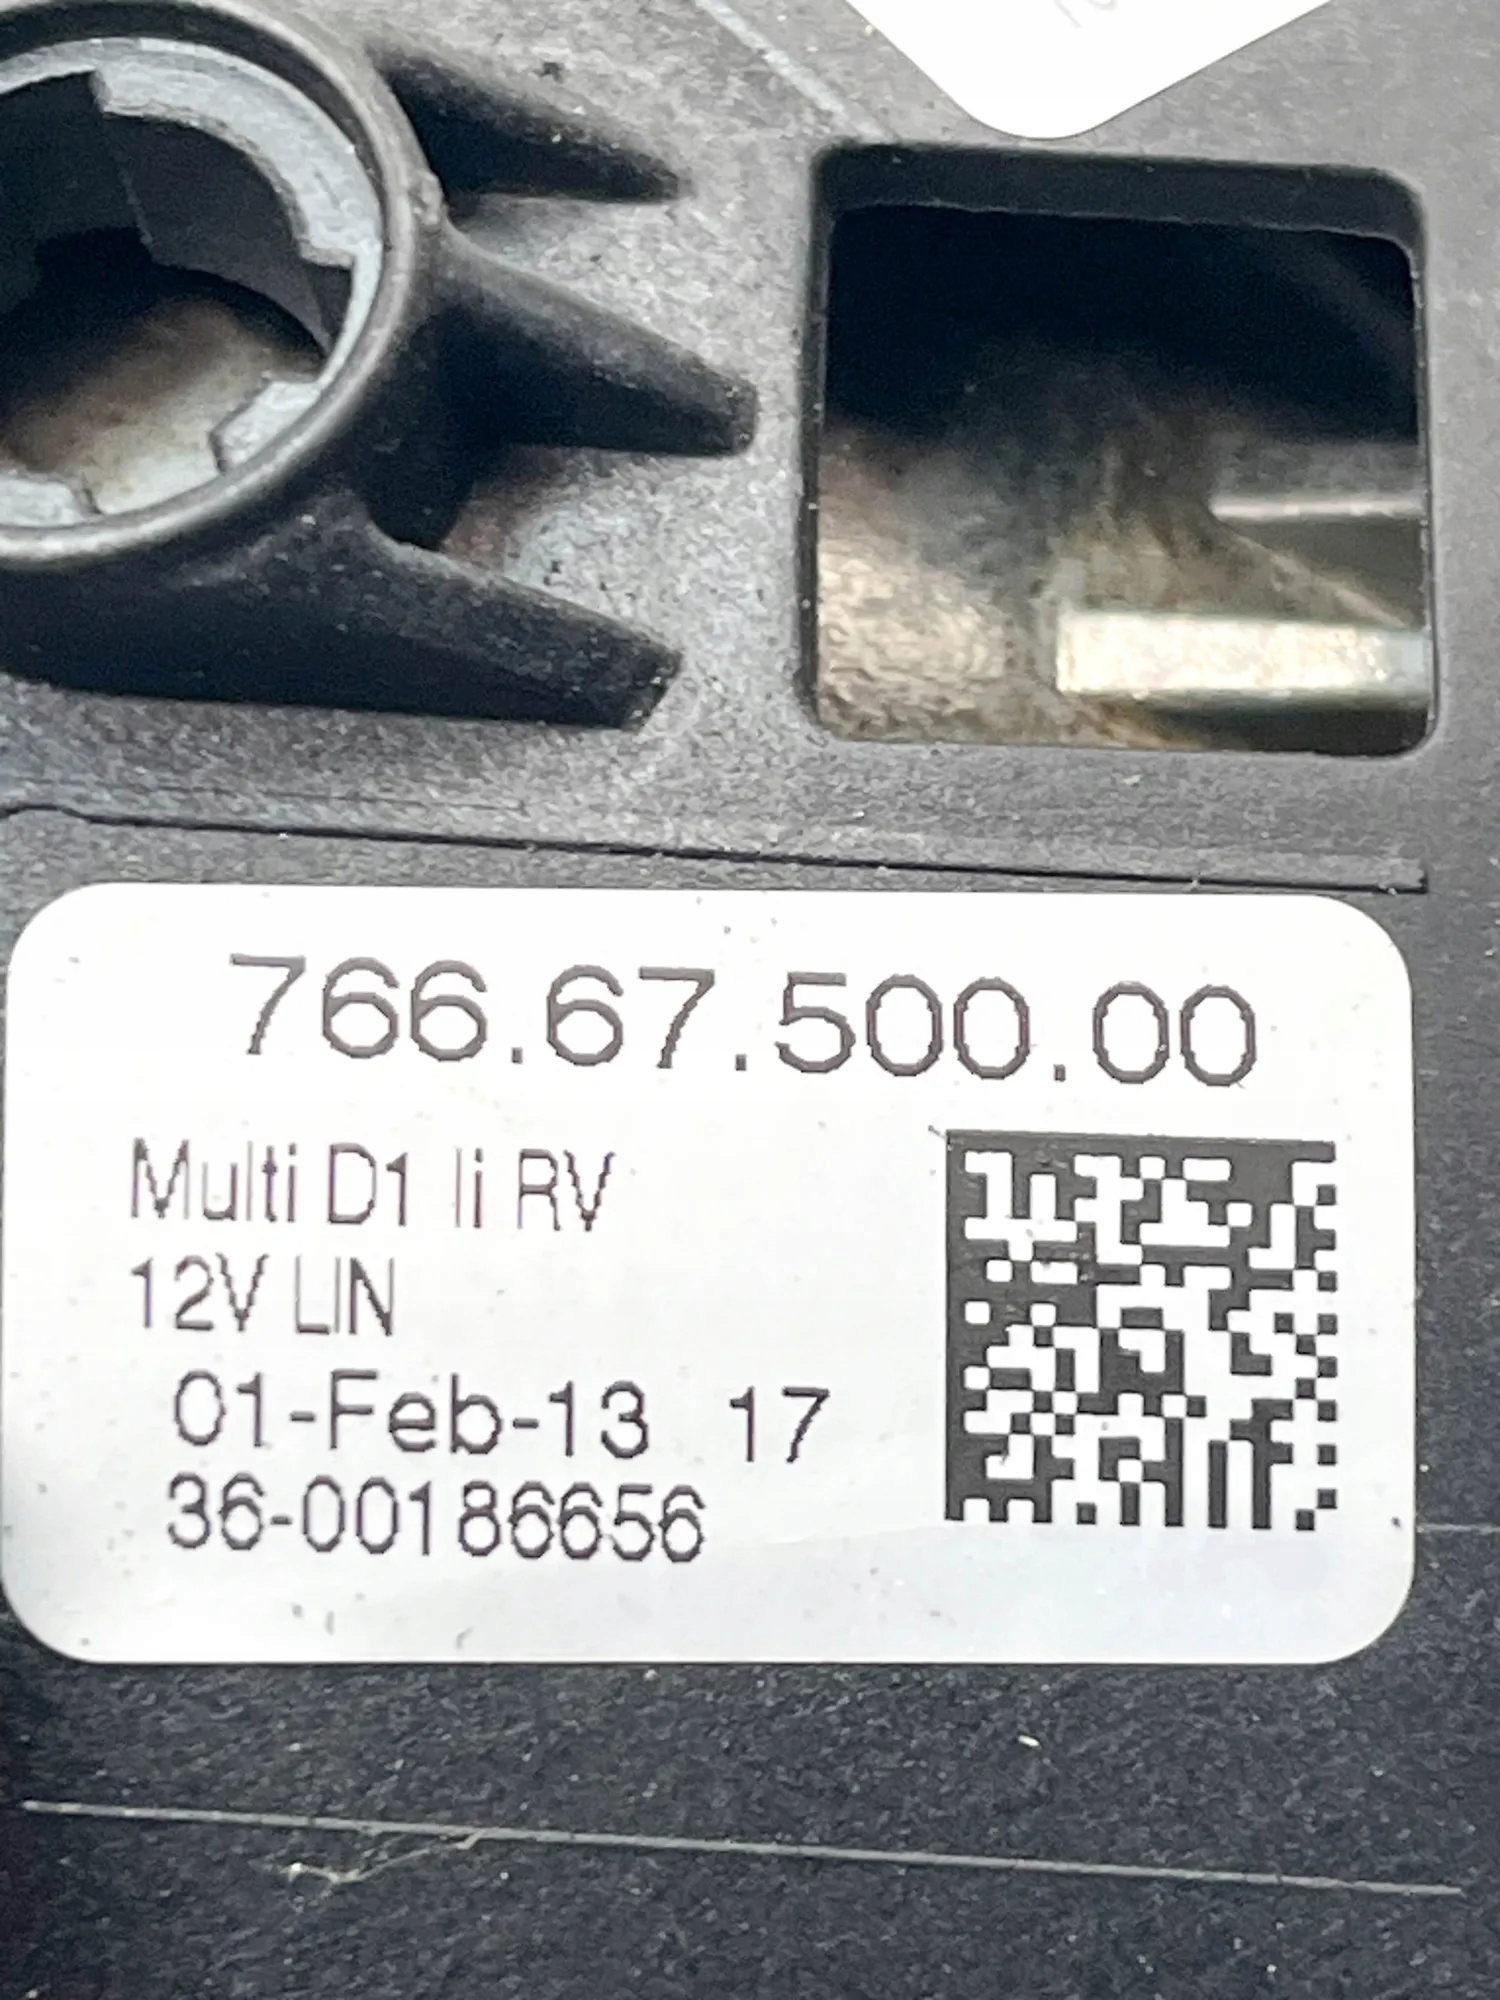 766.67.500.00
Multi D1 li RV
12V LIN
01-Feb-13 17
36-00186656